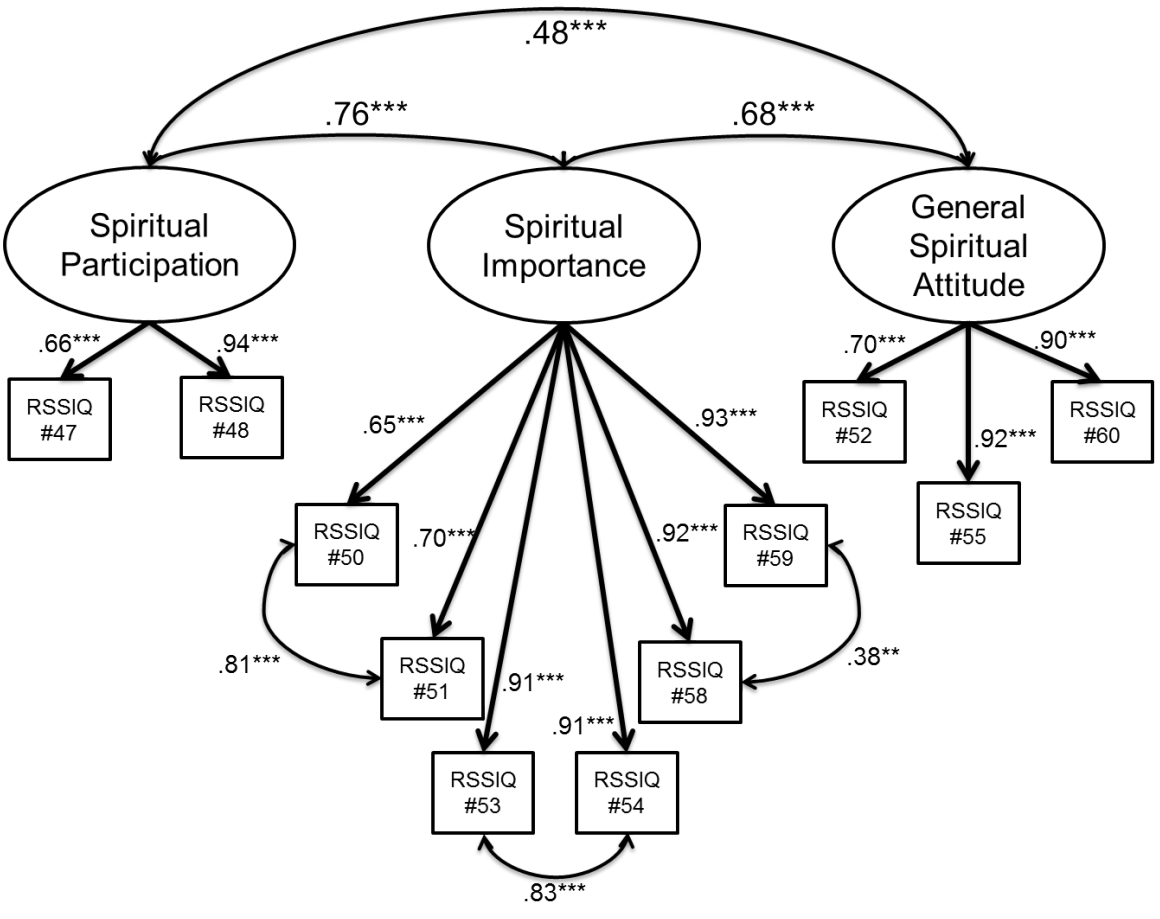 .48***
.76***
.68***
Spiritual
Participation
Spiritual
Importance
General
Spiritual
Attitude
.66***
.94***
.70***
.90***
RSSIQ
#47
RSSIQ
#48
RSSIQ
#52
RSSIQ
#60
.65***
.93***
.92***
RSSIQ
#50
RSSIQ
#59
RSSIQ
#55
.70***
.92***
.81***
RSSIQ
#51
RSSIQ
#58
.38**
.91***
.91***
RSSIQ
#53
RSSIQ
#54
.83***